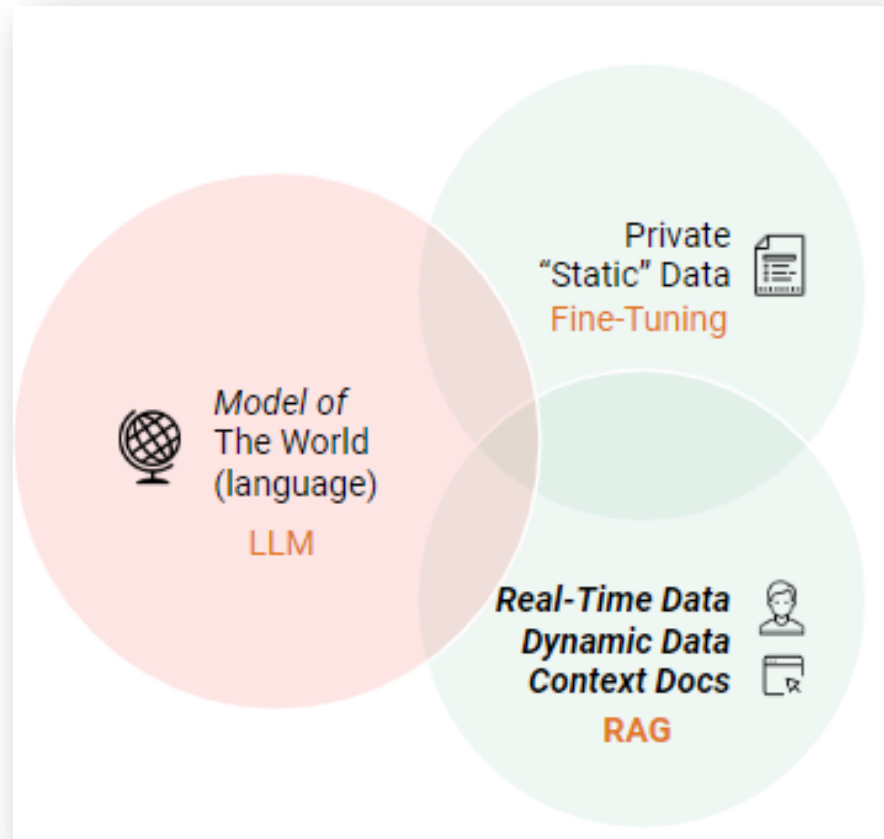 Private
“Static” Data
Fine-Tuning
Model of
The World
(language)
LLM
Real-Time Data
Dynamic Data
Context Docs
RAG